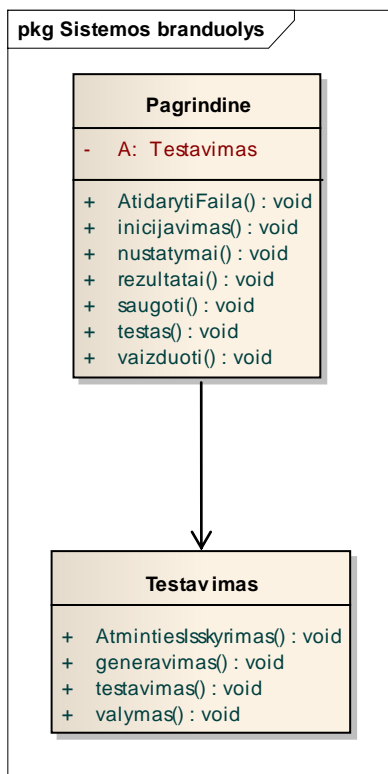 pkg Sistemos branduolys
Pagrindine
- A: Testavimas
+ AtidarytiFaila() : void
+ inicijavimas() : void
+ nustatymai() : void
+ rezultatai() : void
+ saugoti() : void
+ testas() : void
+ vaizduoti() : void
Testavimas
+ AtmintiesIsskyrimas() : void
+ generavimas() : void
+ testavimas() : void
+ valymas() : void